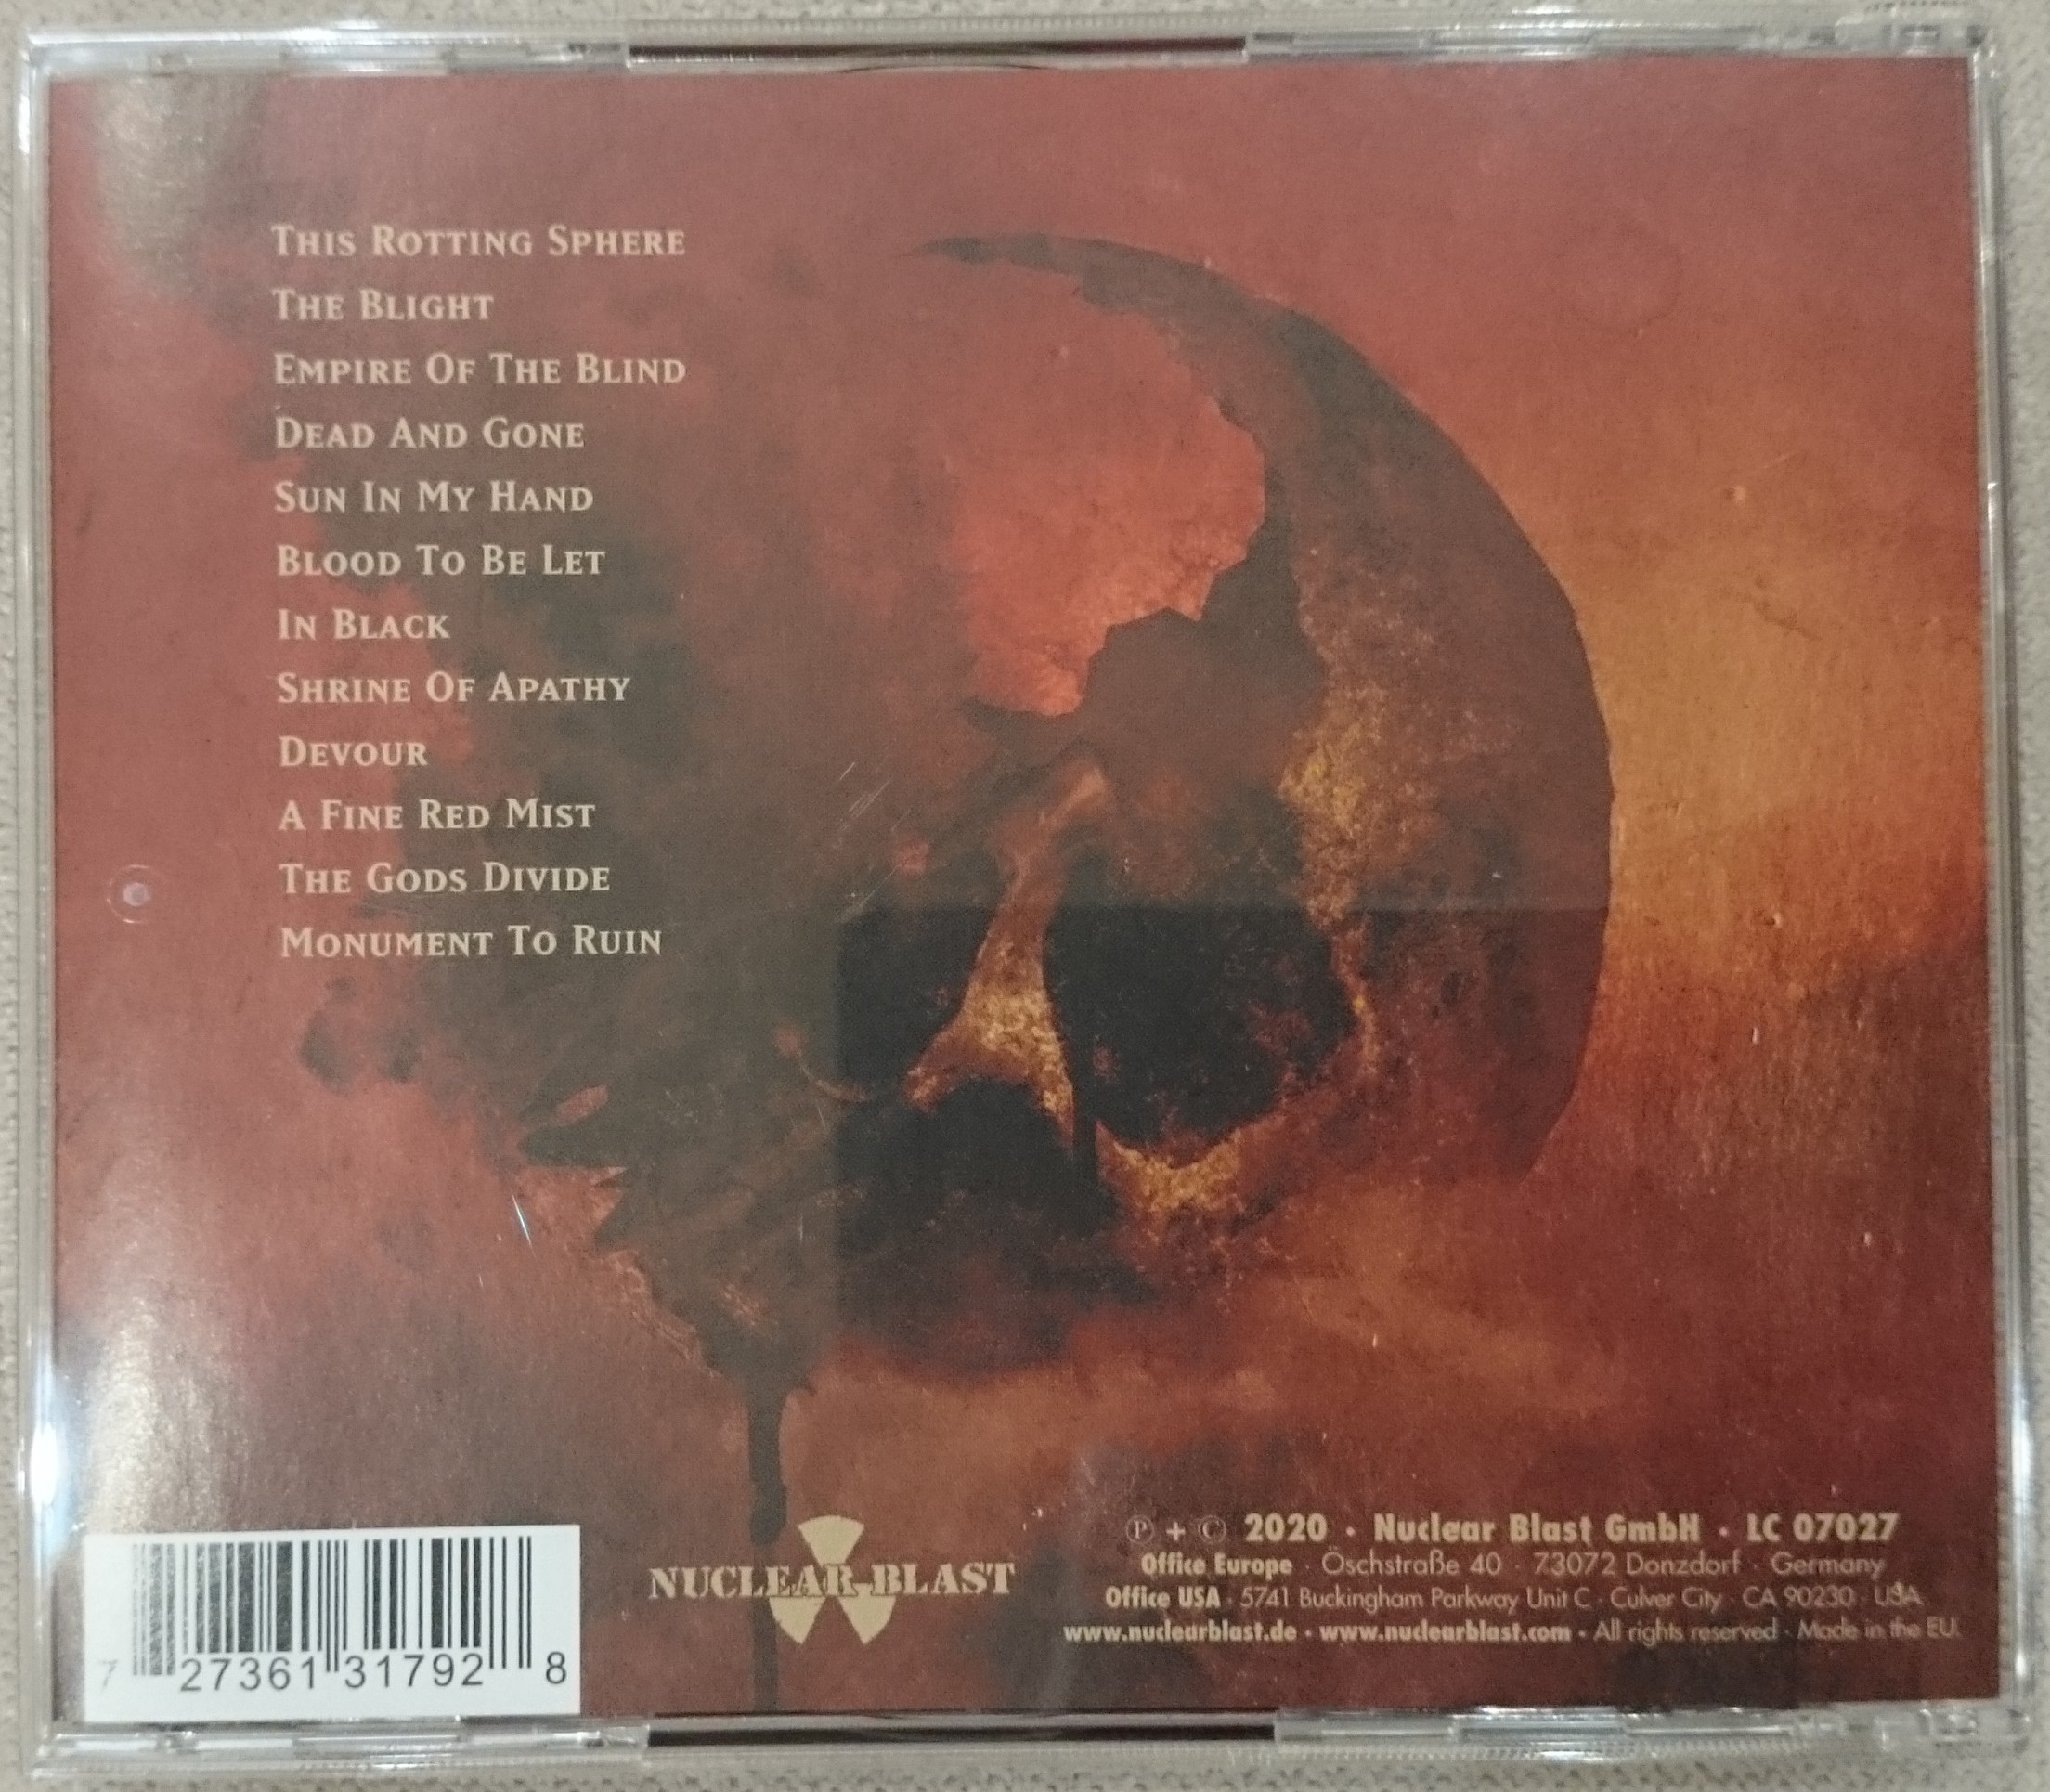 THIS ROTTING SPHERE
THE BLIGHT
EMPIRE OF THE BLIND
DEAD AND GONE
SUN IN MY HAND
BLOOD TO BE LET
IN BLACK
SHRINE OF APATHY
DEVOUR
A FINE RED MIST
THE GODS DIVIDE
MONUMENT TO RUIN
7 27361 31792 8
NUCLEAR BLAST
℗ + © 2020 · Nuclear Blast GmbH · LC 07027
Office Europe · Öschstraße 40 · 73072 Donzdorf · Germany
Office USA · 5741 Buckingham Parkway Unit C · Culver City · CA 90230 · USA
www.nuclearblast.de · www.nuclearblast.com · All rights reserved · Made in the EU.